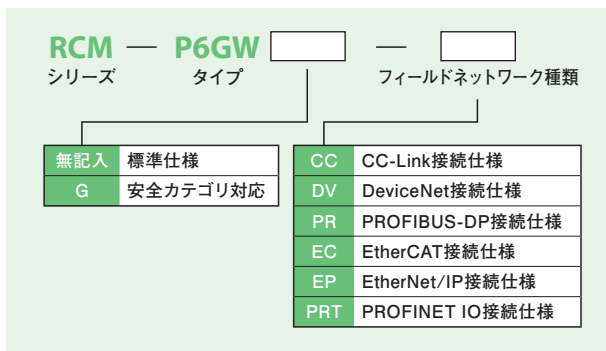 RCM — P6GW — 
シリーズ タイプ フィールドネットワーク種類
無記入 標準仕様
G 安全カテゴリ対応
CC CC-Link接続仕様
DV DeviceNet接続仕様
PR PROFIBUS-DP接続仕様
EC EtherCAT接続仕様
EP EtherNet/IP接続仕様
PRT PROFINET IO接続仕様